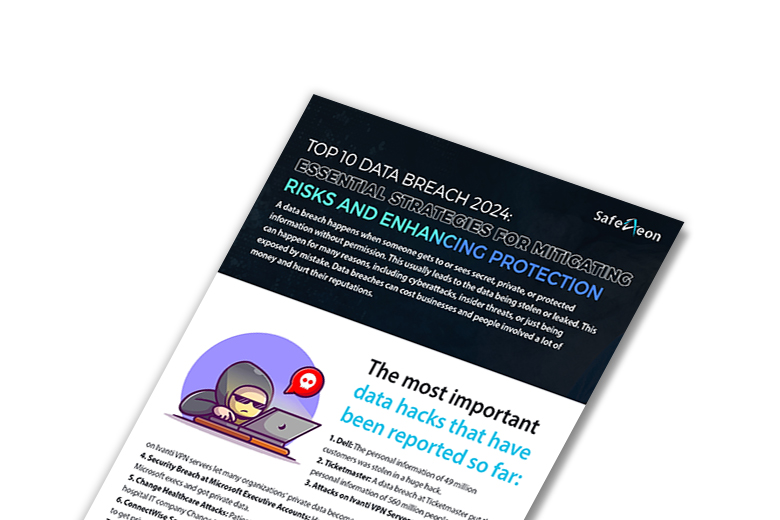 TOP 10 DATA BREACH 2024:
ESSENTIAL STRATEGIES FOR MITIGATING
RISKS AND ENHANCING PROTECTION
SafeAeon
A data breach happens when someone gets to or sees secret, private, or protected
information without permission. This usually leads to the data being stolen or leaked. This
can happen for many reasons, including cyberattacks, insider threats, or just being
exposed by mistake. Data breaches can cost businesses and people involved a lot of
money and hurt their reputations.
The most important
data hacks that have
been reported so far:
1. Dell: The personal information of 49 million
customers was stolen in a huge hack.
2. Ticketmaster: A data breach at Ticketmaster put the
personal information of 560 million people
3. Attacks on Ivanti VPN Servers
on Ivanti VPN servers let many organizations' private data become
4. Security Breach at Microsoft Executive Accounts:
Microsoft execs and got private data.
5. Change Healthcare Attacks:
hospital IT company Change
6. ConnectWise
to get